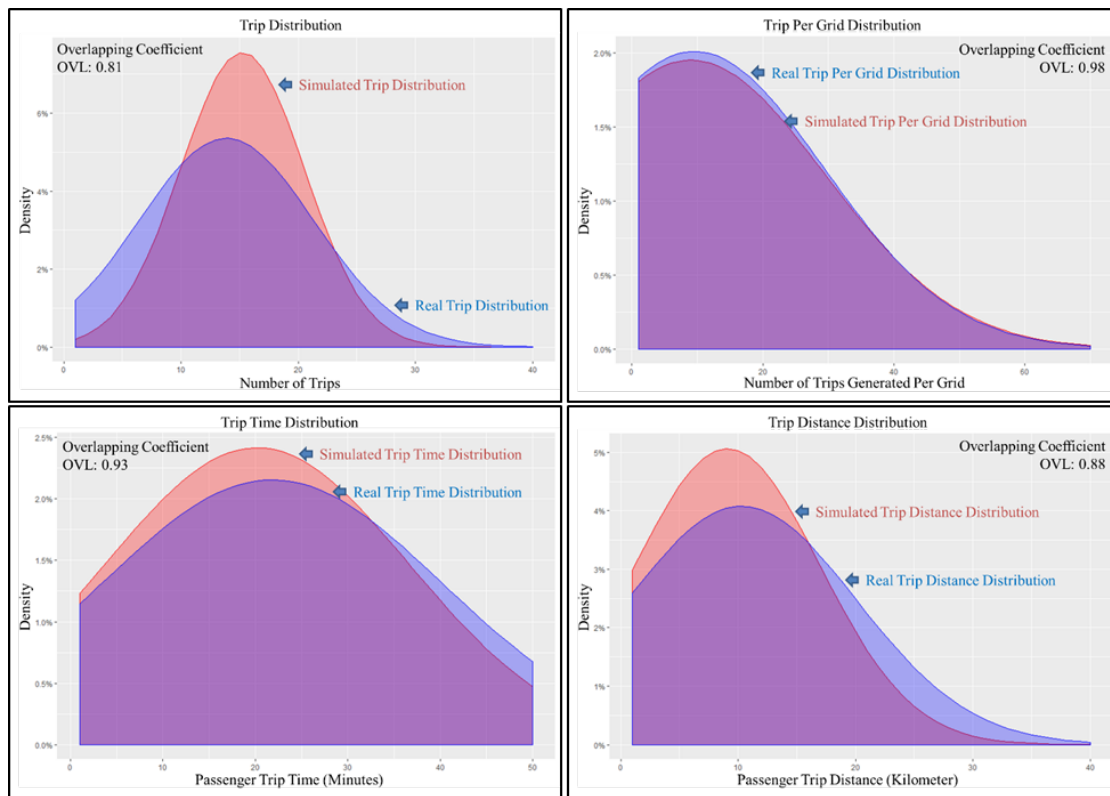 Trip Distribution
Overlapping Coefficient
OVL: 0.81
Simulated Trip Distribution
Real Trip Distribution
Density
6%
4%
2%
0%
0
10
20
30
40
Number of Trips
Trip Per Grid Distribution
Overlapping Coefficient
OVL: 0.98
Real Trip Per Grid Distribution
Simulated Trip Per Grid Distribution
Density
2.0%
1.5%
1.0%
0.5%
0.0%
0
20
40
60
Number of Trips Generated Per Grid
Trip Time Distribution
Overlapping Coefficient
OVL: 0.93
Simulated Trip Time Distribution
Real Trip Time Distribution
Density
2.5%
2.0%
1.5%
1.0%
0.5%
0.0%
0
10
20
30
40
50
Passenger Trip Time (Minutes)
Trip Distance Distribution
Overlapping Coefficient
OVL: 0.88
Simulated Trip Distance Distribution
Real Trip Distance Distribution
Density
5%
4%
3%
2%
1%
0%
0
10
20
30
40
Passenger Trip Distance (Kilometer)